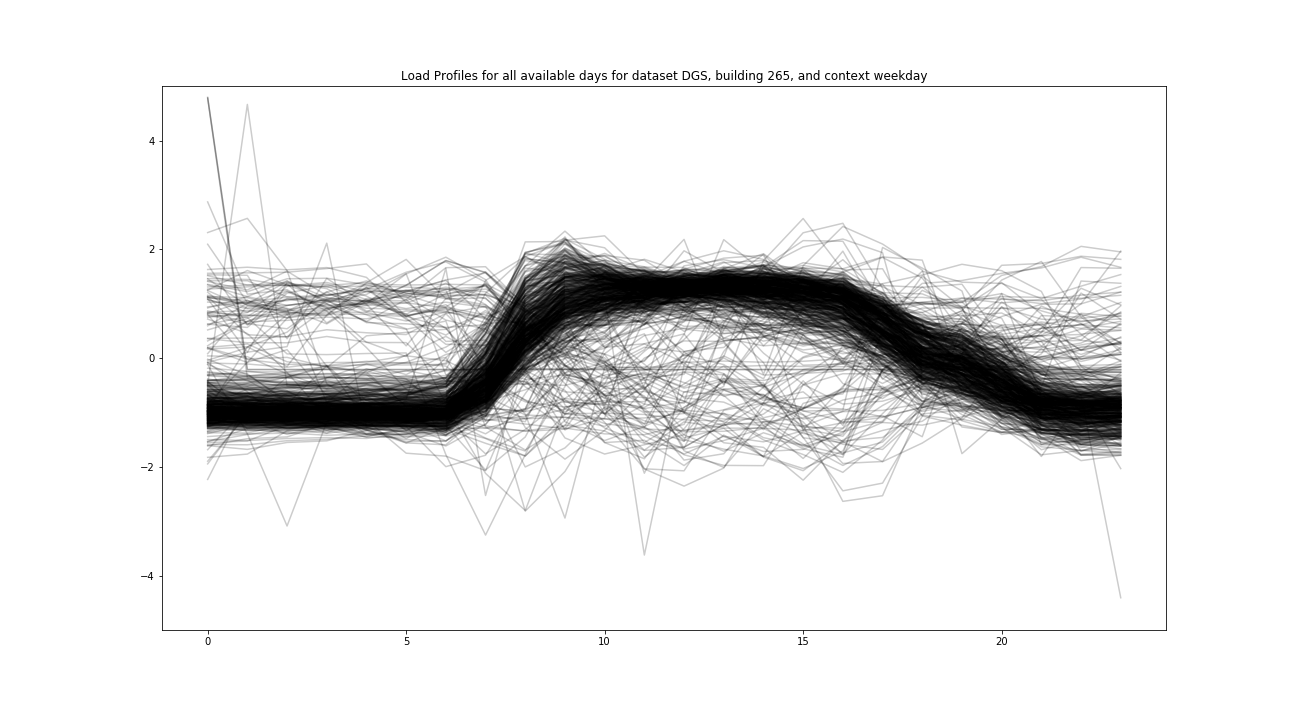 Load Profiles for all available days for dataset DGS, building 265, and context weekday
4
2
0
−2
−4
0 5 10 15 20